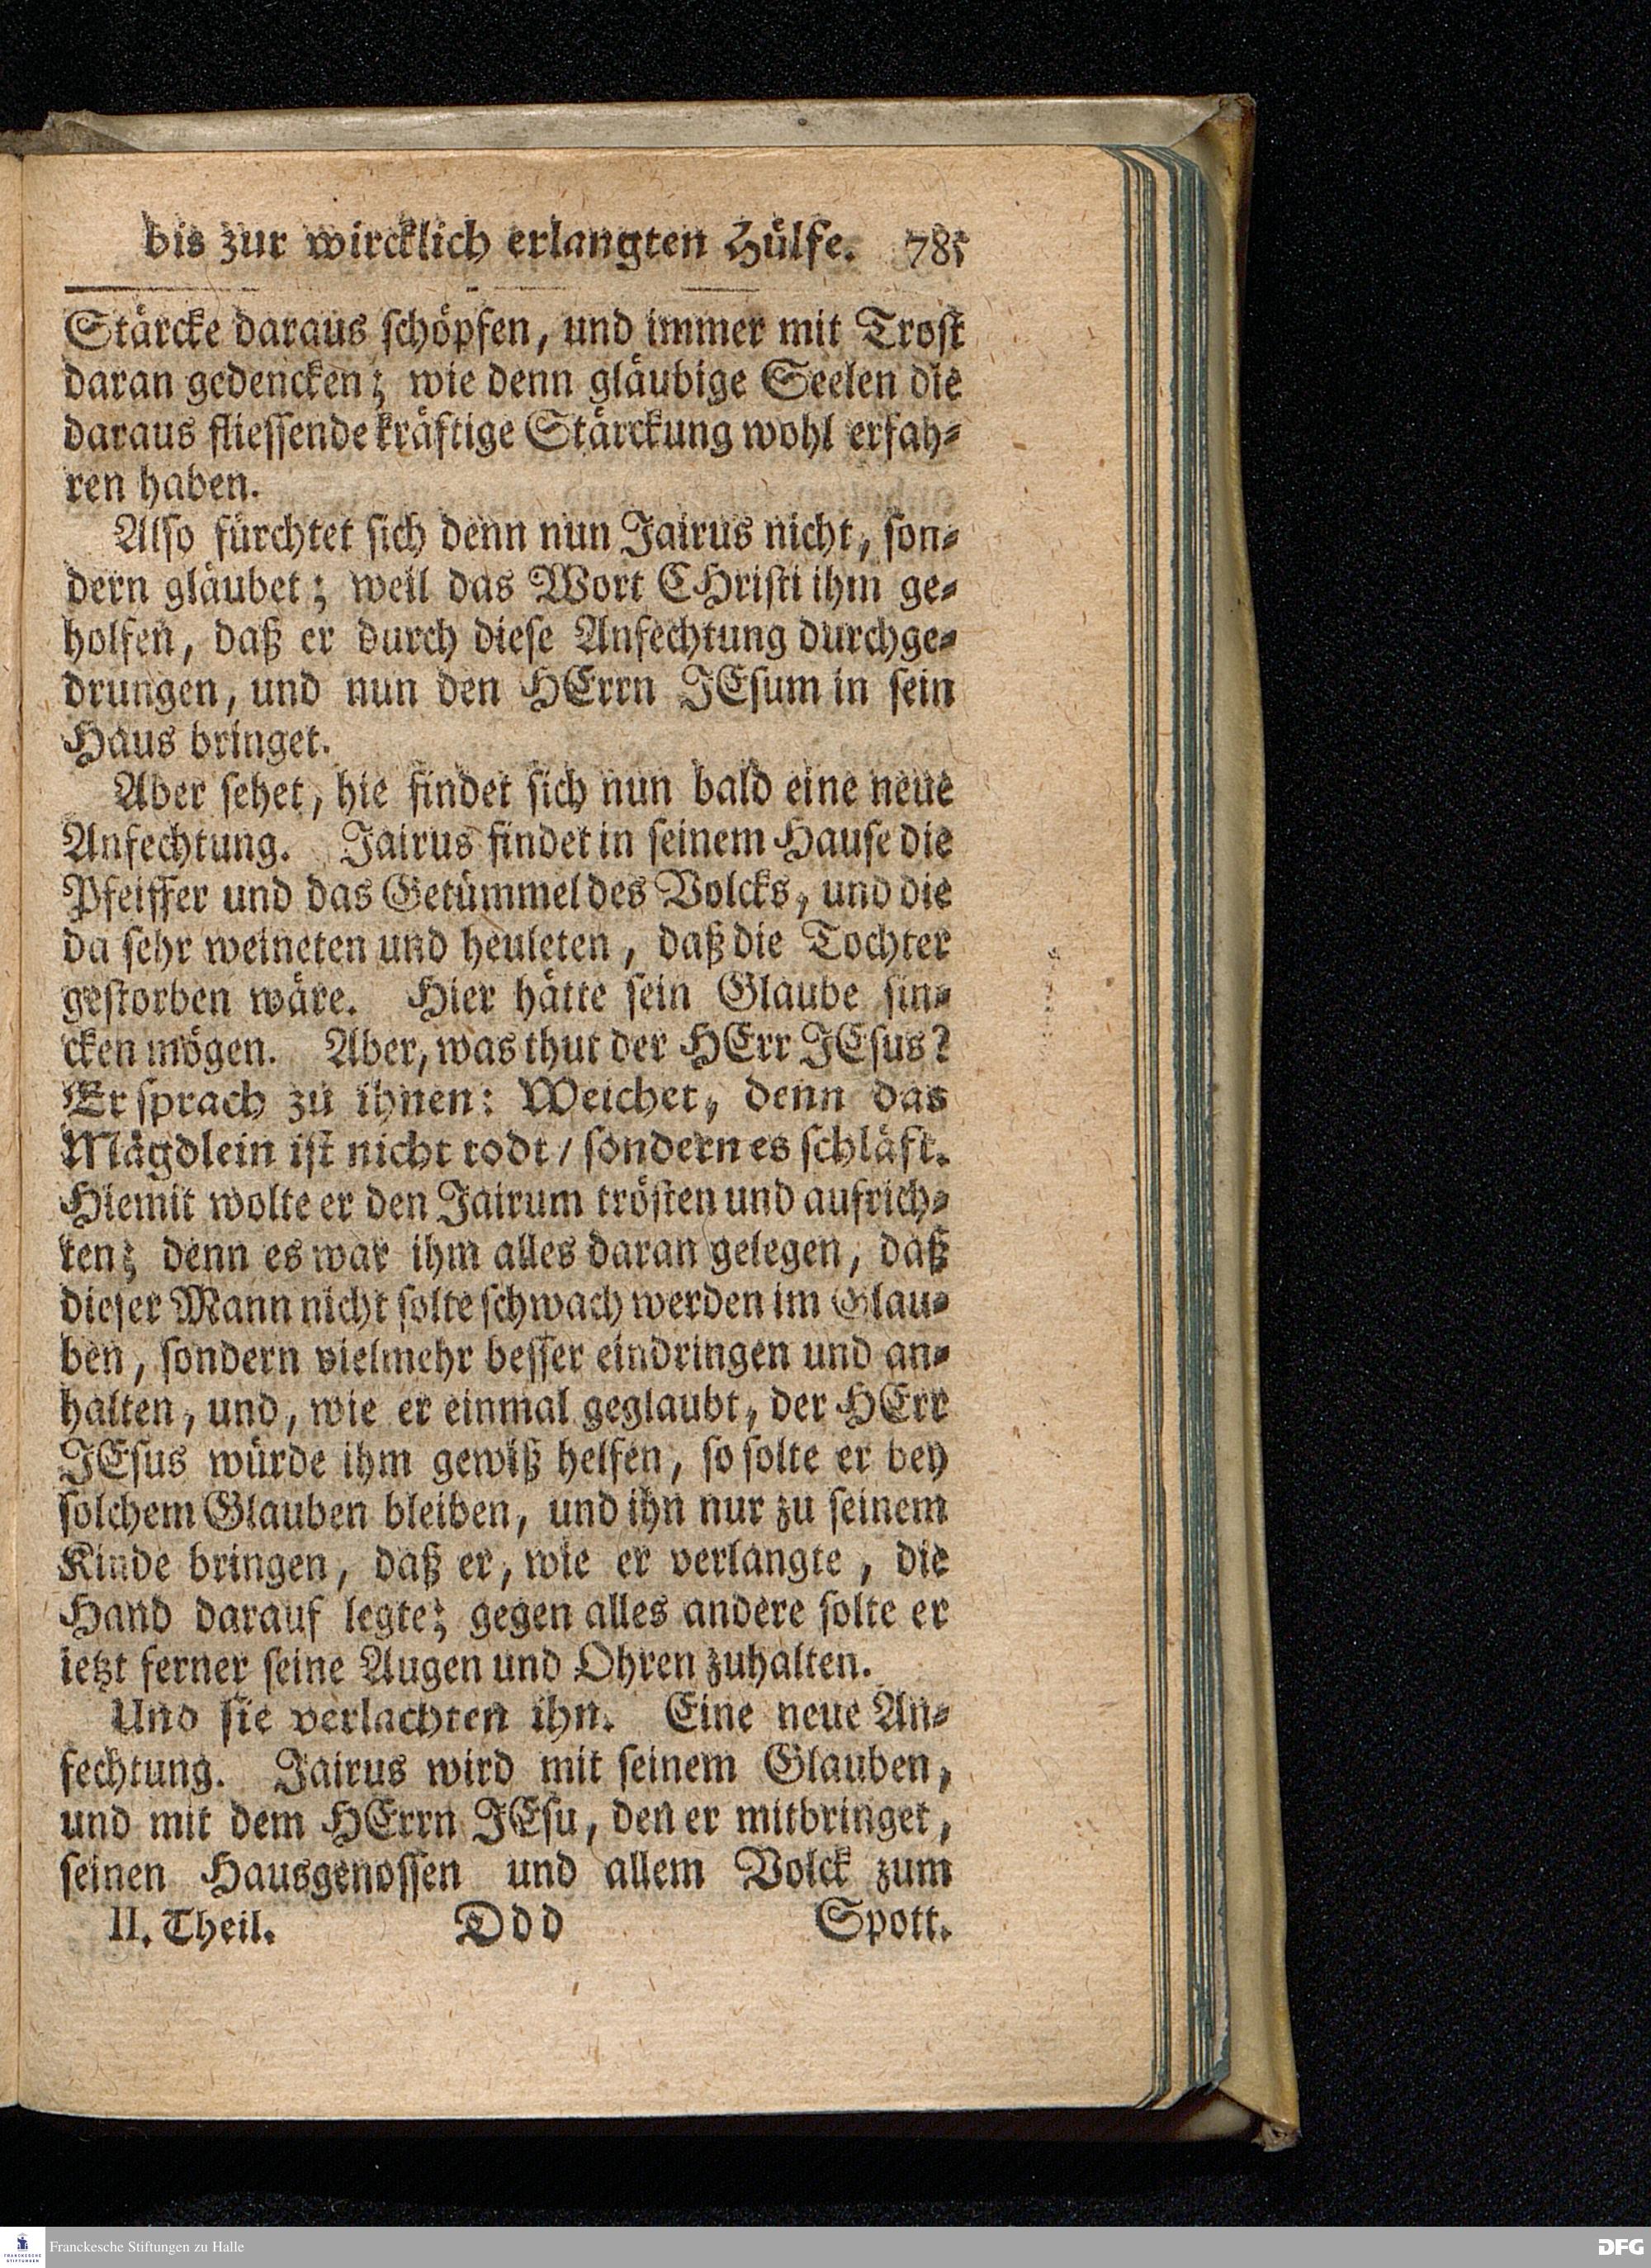 bis zur wircklich erlangten Hülfe. 785
Stärcke daraus schöpfen, und immer mit Trost
daran gedencken; wie denn gläubige Seelen die
daraus fliessende kräftige Stärckung wohl erfah-
ren haben.
Also fürchtet sich denn nun Jairus nicht, son-
dern gläubet; weil das Wort CHristi ihm ge-
holfen, daß er durch diese Anfechtung durchge-
drungen, und nun den HErrn JEsum in sein
Haus bringet.
Aber sehet, hie findet sich nun bald eine neue
Anfechtung. Jairus findet in seinem Hause die
Pfeiffer und das Getümmel des Volcks, und die
da sehr weineten und heuleten, daß die Tochter
gestorben wäre. Hier hätte sein Glaube sin-
cken mögen. Aber, was thut der HErr JEsus?
Er sprach zu ihnen: Weichet, denn das
Mägdlein ist nicht todt / sondern es schläft.
Hiemit wolte er den Jairum trösten und aufrich-
ten; denn es war ihm alles daran gelegen, daß
dieser Mann nicht solte schwach werden im Glau-
ben, sondern vielmehr besser eindringen und an-
halten, und, wie er einmal geglaubt, der HErr
JEsus würde ihm gewiß helfen, so solte er bey
solchem Glauben bleiben, und ihn nur zu seinem
Kinde bringen, daß er, wie er verlangte, die
Hand darauf legte; gegen alles andere solte er
ietzt ferner seine Augen und Ohren zuhalten.
Und sie verlachten ihn. Eine neue An-
fechtung. Jairus wird mit seinem Glauben,
und mit dem HErrn JEsu, den er mitbringet,
seinen Hausgenossen und allem Volck zum
II. Theil. Ddd Spott.
Franckesche Stiftungen zu Halle
FRANCKESCHE
STIFTUNGEN
DFG